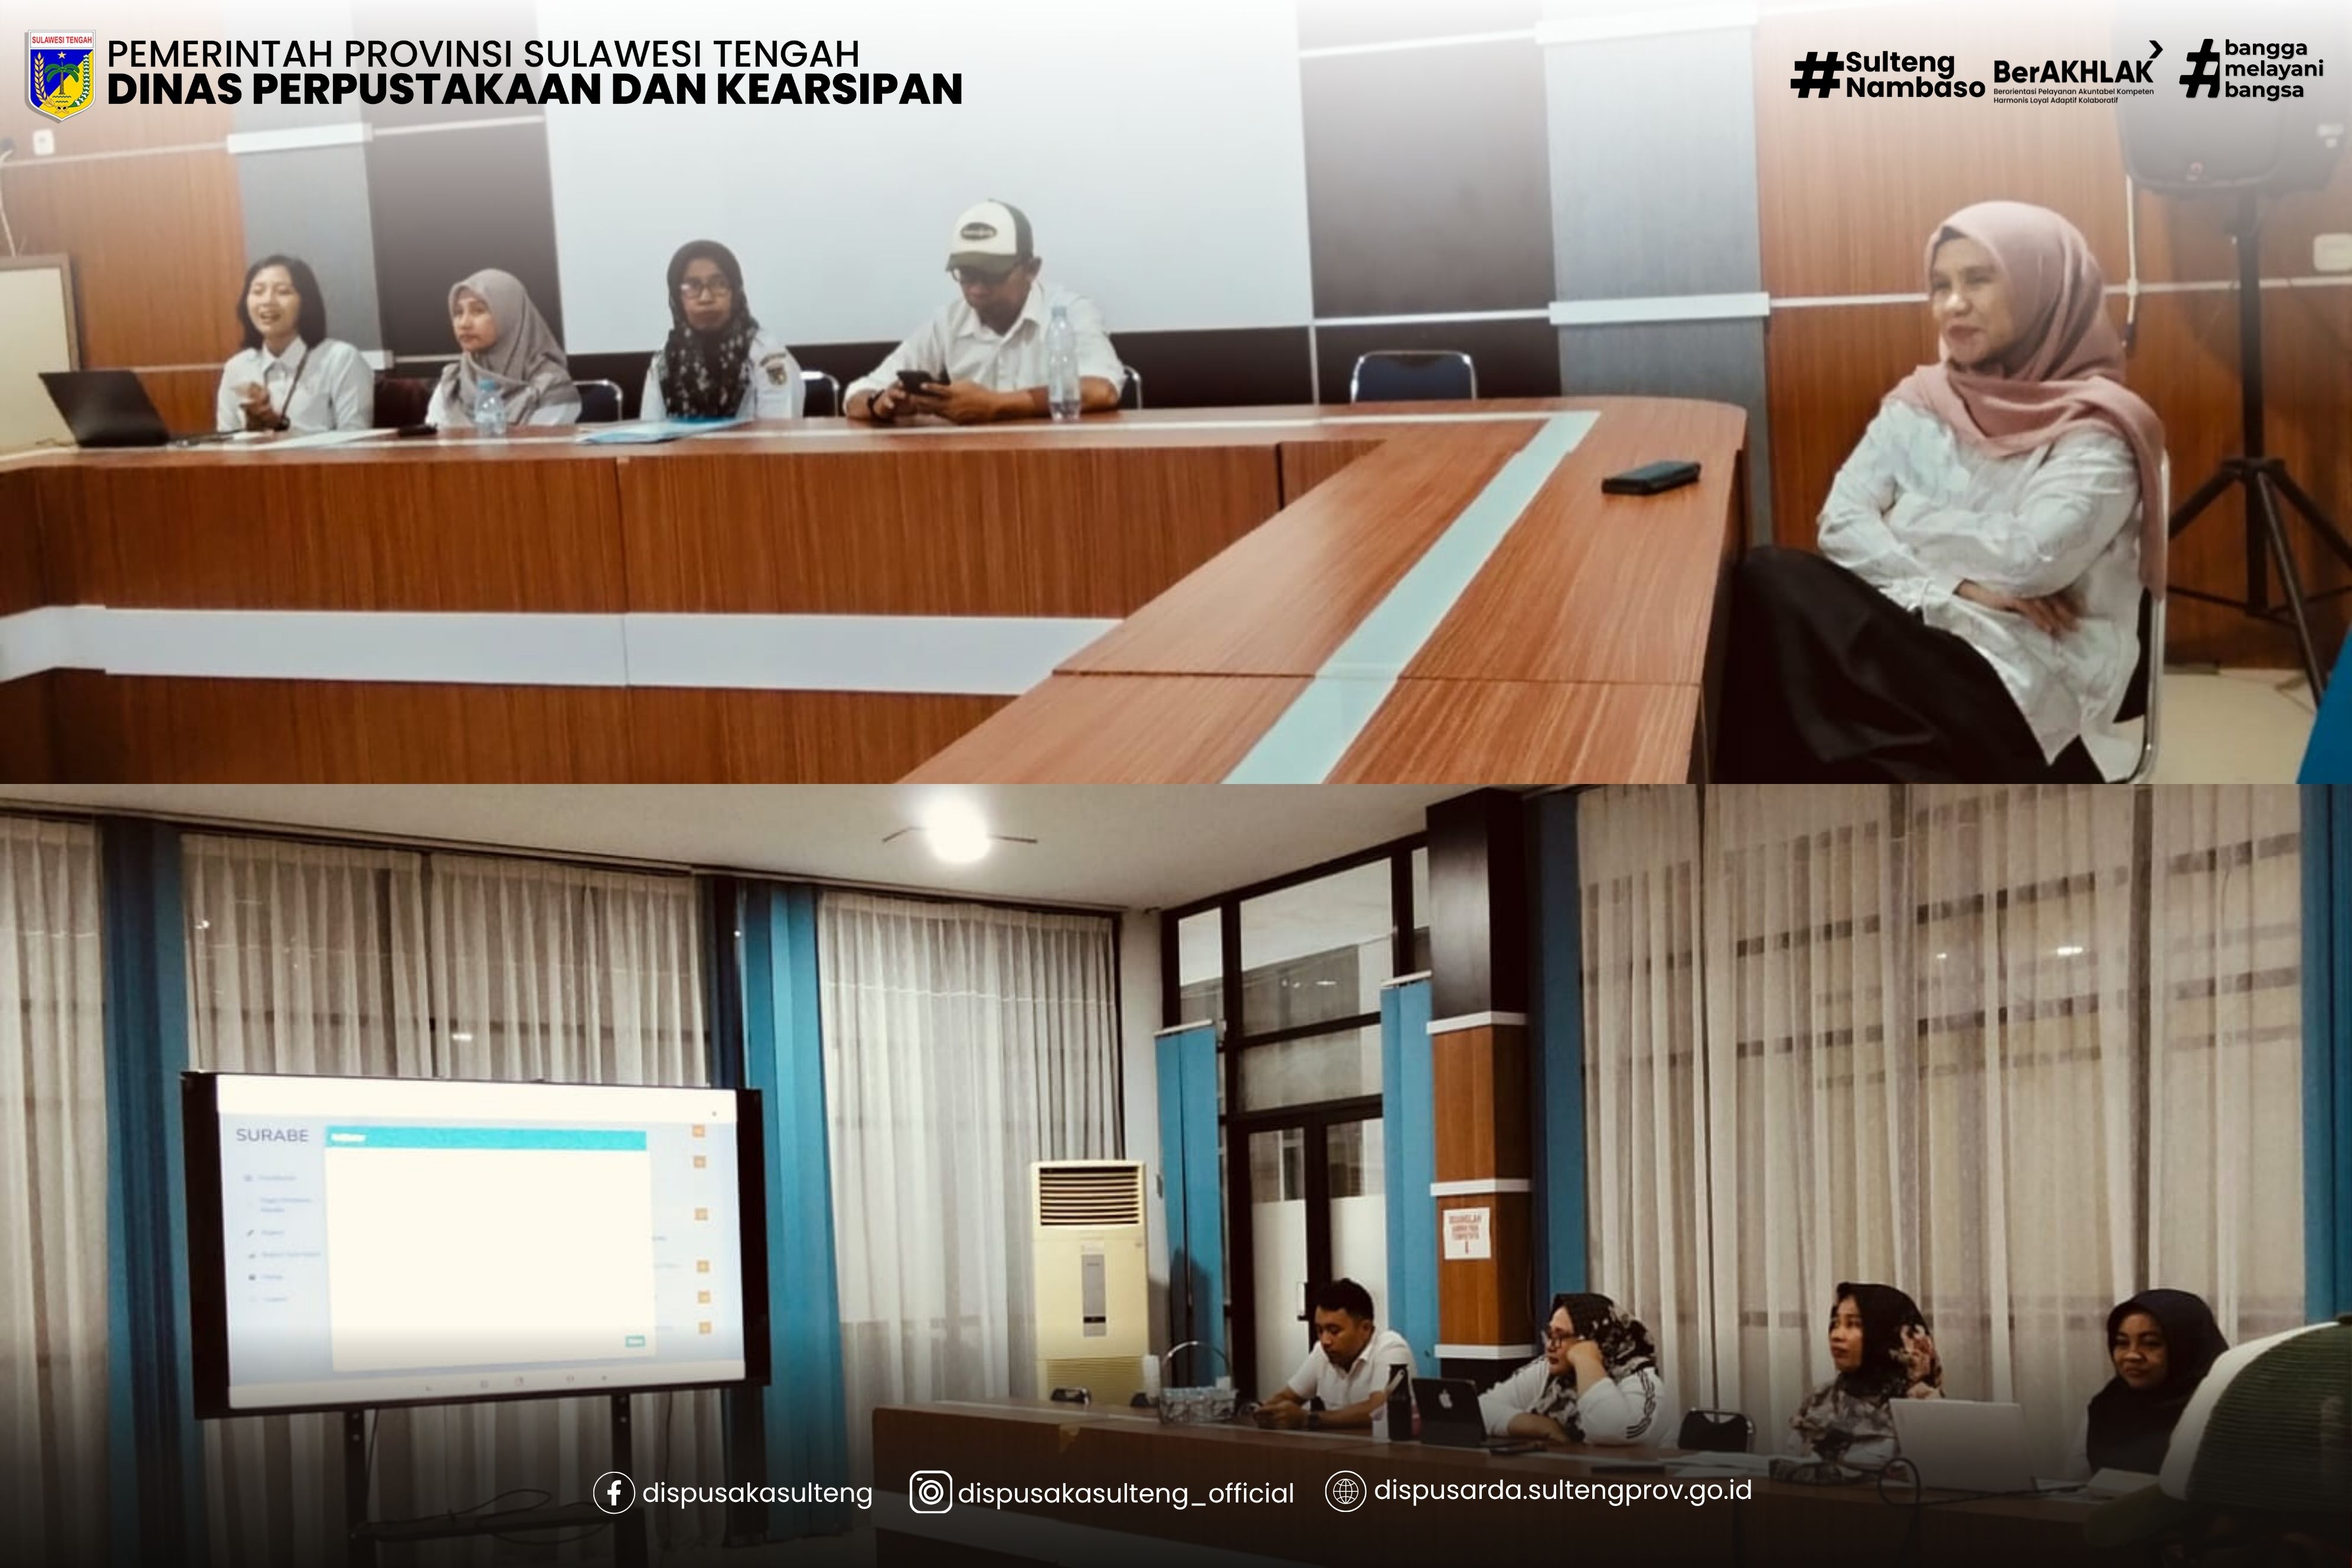 SULAWESI TENGAH
PEMERINTAH PROVINSI SULAWESI TENGAH
DINAS PERPUSTAKAAN DAN KEARSIPAN
#Sulteng
Nambaso
BerAKHLAK
Berorientasi Pelayanan Akuntabel Kompeten
Harmonis Loyal Adaptif Kolaboratif
#bangga
melayani
bangsa
SURABE
dispusakasulteng
dispusakasulteng_official
dispusarda.sultengprov.go.id